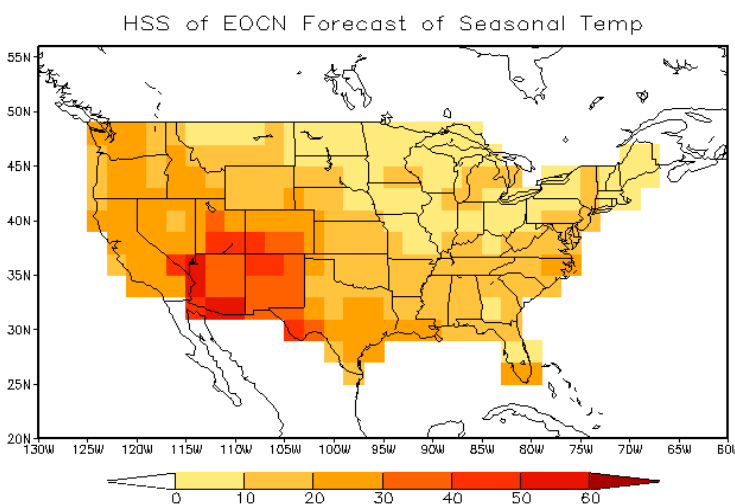 HSS of EOCN Forecast of Seasonal Temp
55N
50N
45N
40N
35N
30N
25N
20N
130W 125W 120W 115W 110W 105W 100W 95W 90W 85W 80W 75W 70W 65W 60W
0 10 20 30 40 50 60